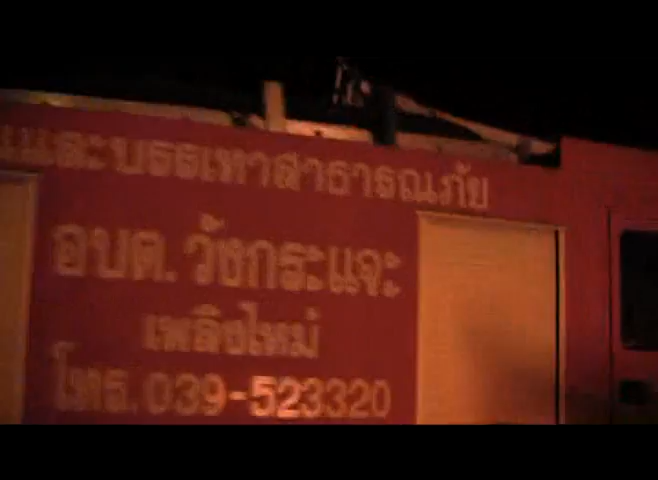 และบรรเทาสาธารณภัย
อบต. วังกระแจะ
เพลิงไหม้
โทร. 039-523320